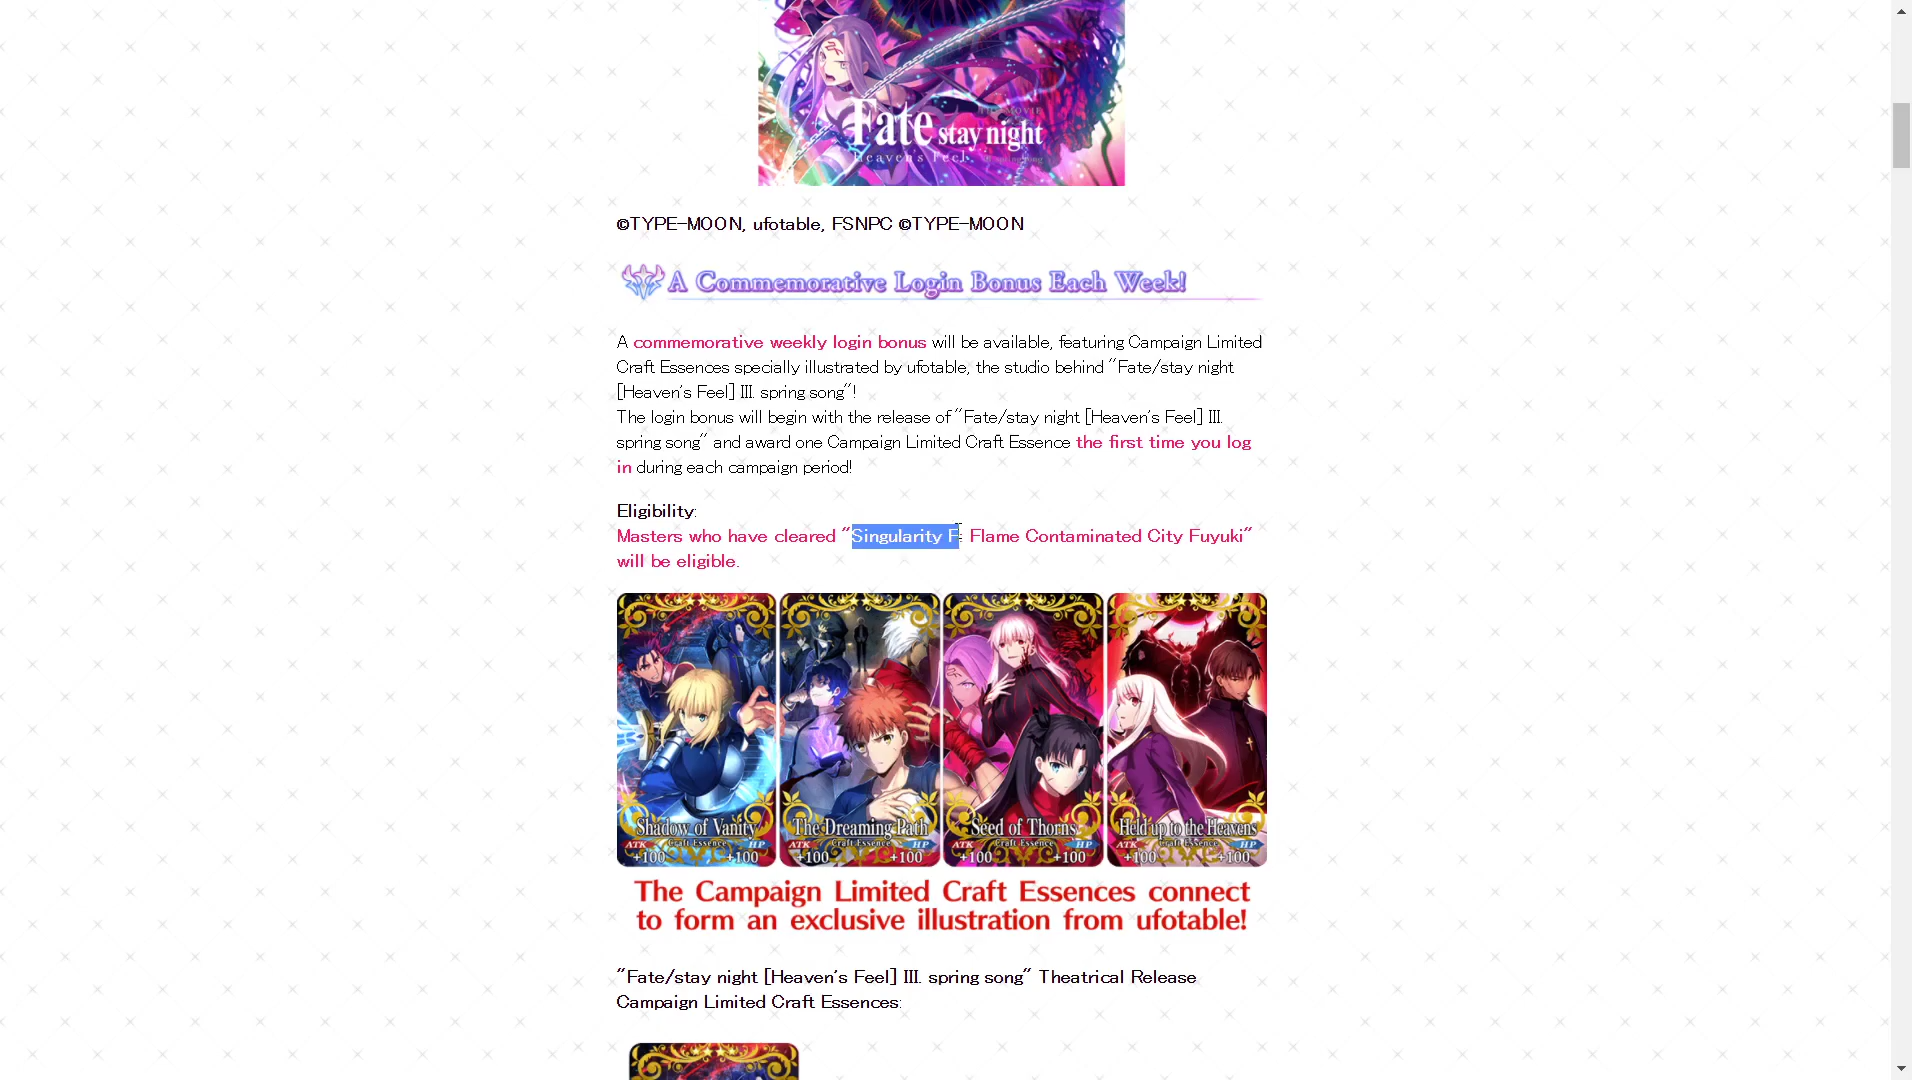 Fate stay night
THE MOVIE
Heaven's Feel
©TYPE-MOON, ufotable, FSNPC ©TYPE-MOON
A Commemorative Login Bonus Each Week!
A commemorative weekly login bonus will be available, featuring Campaign Limited
Craft Essences specially illustrated by ufotable, the studio behind "Fate/stay night
[Heaven's Feel] III. spring song"!
The login bonus will begin with the release of "Fate/stay night [Heaven's Feel] III.
spring song" and award one Campaign Limited Craft Essence the first time you log
in during each campaign period!
Eligibility:
Masters who have cleared "Singularity F: Flame Contaminated City Fuyuki"
will be eligible.
Shadow of Vanity The Dreaming Path Seed of Thorns Held up to the Heavens
ATK Craft Essence HP ATK Craft Essence HP ATK Craft Essence HP ATK Craft Essence HP
+100 +100 +100 +100 +100 +100 +100 +100
The Campaign Limited Craft Essences connect
to form an exclusive illustration from ufotable!
"Fate/stay night [Heaven's Feel] III. spring song" Theatrical Release
Campaign Limited Craft Essences: